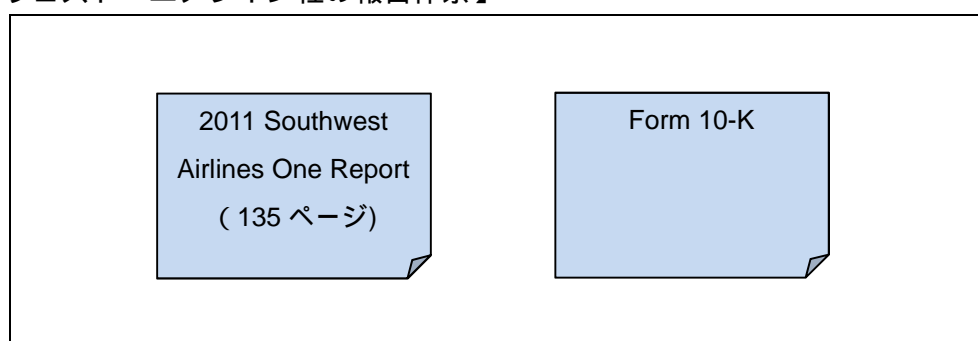 2011 Southwest
Airlines One Report
( 135 ページ)
Form 10-K